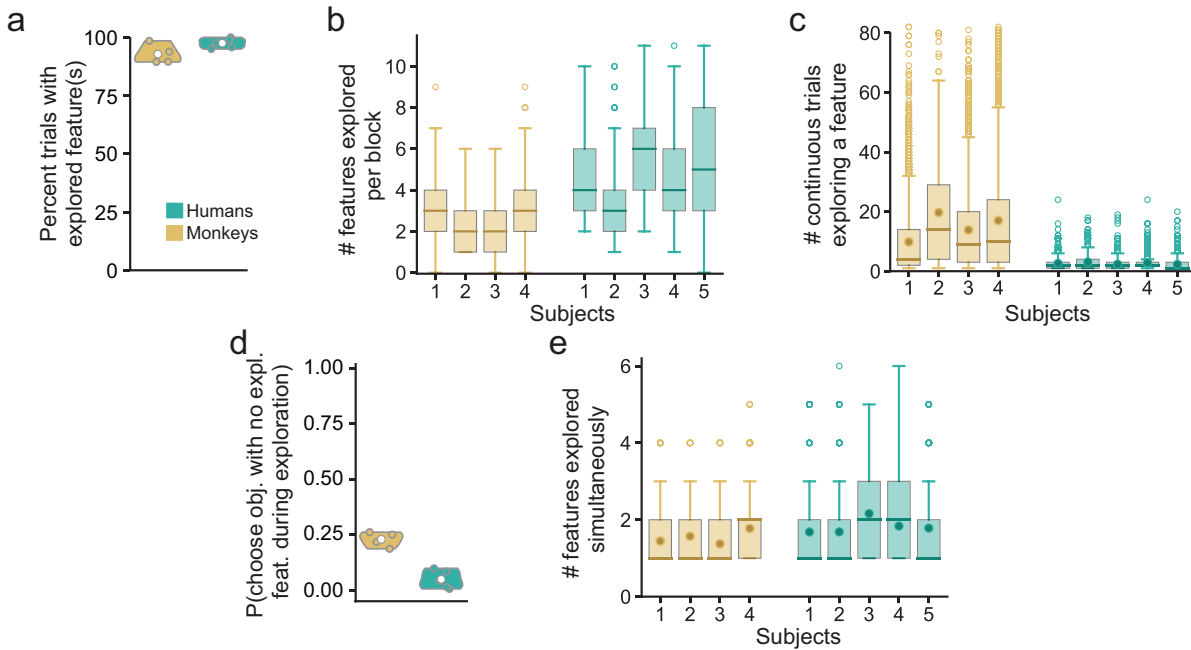 a
Percent trials with
explored feature(s)
100
75
50
25
0
Humans
Monkeys
b
# features explored
per block
10
8
6
4
2
0
1 2 3 4 1 2 3 4 5
Subjects
c
# continuous trials
exploring a feature
80
60
40
20
0
1 2 3 4 1 2 3 4 5
Subjects
d
P(choose obj. with no expl.
feat. during exploration)
1.00
0.75
0.50
0.25
0.00
e
# features explored
simultaneously
6
4
2
0
1 2 3 4 1 2 3 4 5
Subjects